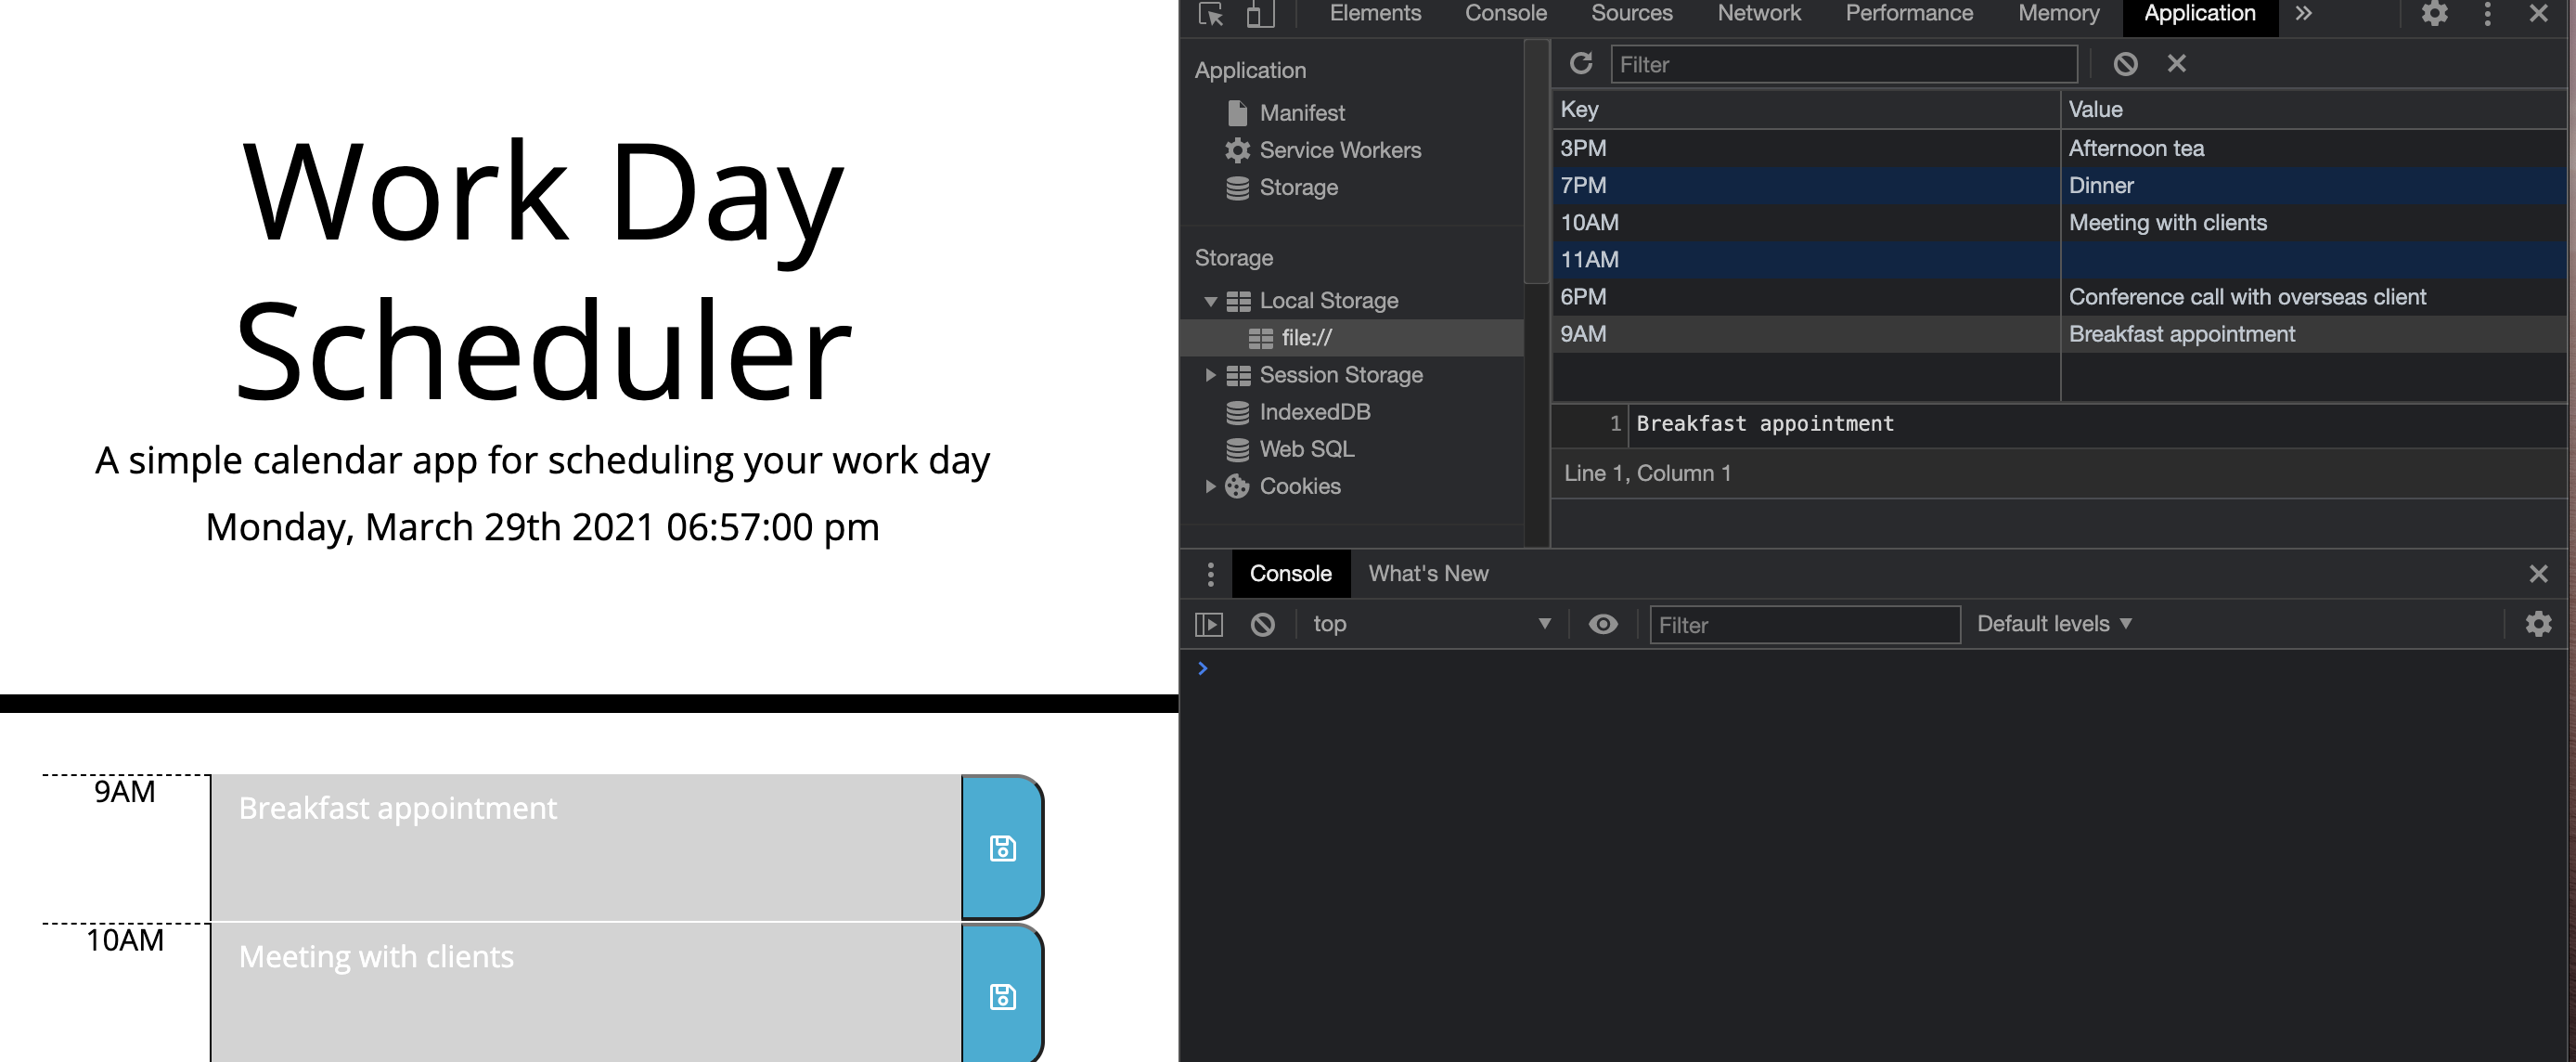 Work Day
Scheduler
A simple calendar app for scheduling your work day
Monday, March 29th 2021 06:57:00 pm
9AM
Breakfast appointment
10AM
Meeting with clients
Elements Console Sources Network Performance Memory Application »
Application
Manifest
Service Workers
Storage
Storage
Local Storage
file://
Session Storage
IndexedDB
Web SQL
Cookies
Filter
Key Value
3PM Afternoon tea
7PM Dinner
10AM Meeting with clients
11AM
6PM Conference call with overseas client
9AM Breakfast appointment
1 Breakfast appointment
Line 1, Column 1
Console What's New
top Filter Default levels